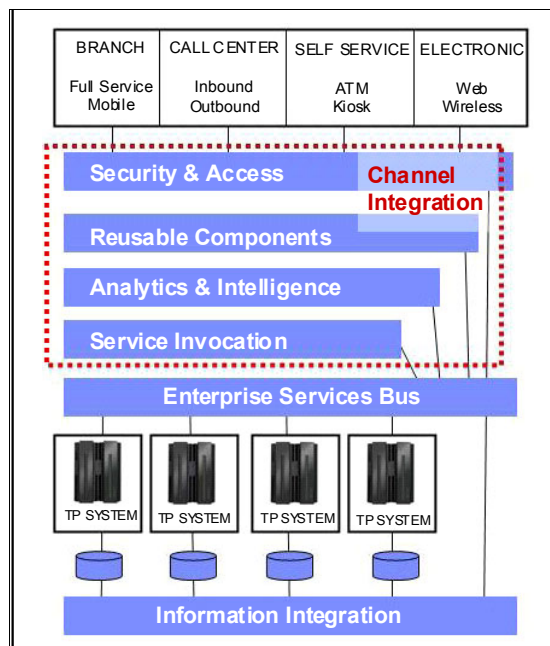 BRANCH
Full Service
Mobile
CALL CENTER
Inbound
Outbound
SELF SERVICE
ATM
Kiosk
ELECTRONIC
Web
Wireless
Security & Access
Channel
Integration
Reusable Components
Analytics & Intelligence
Service Invocation
Enterprise Services Bus
TP SYSTEM
TP SYSTEM
TP SYSTEM
TP SYSTEM
Information Integration